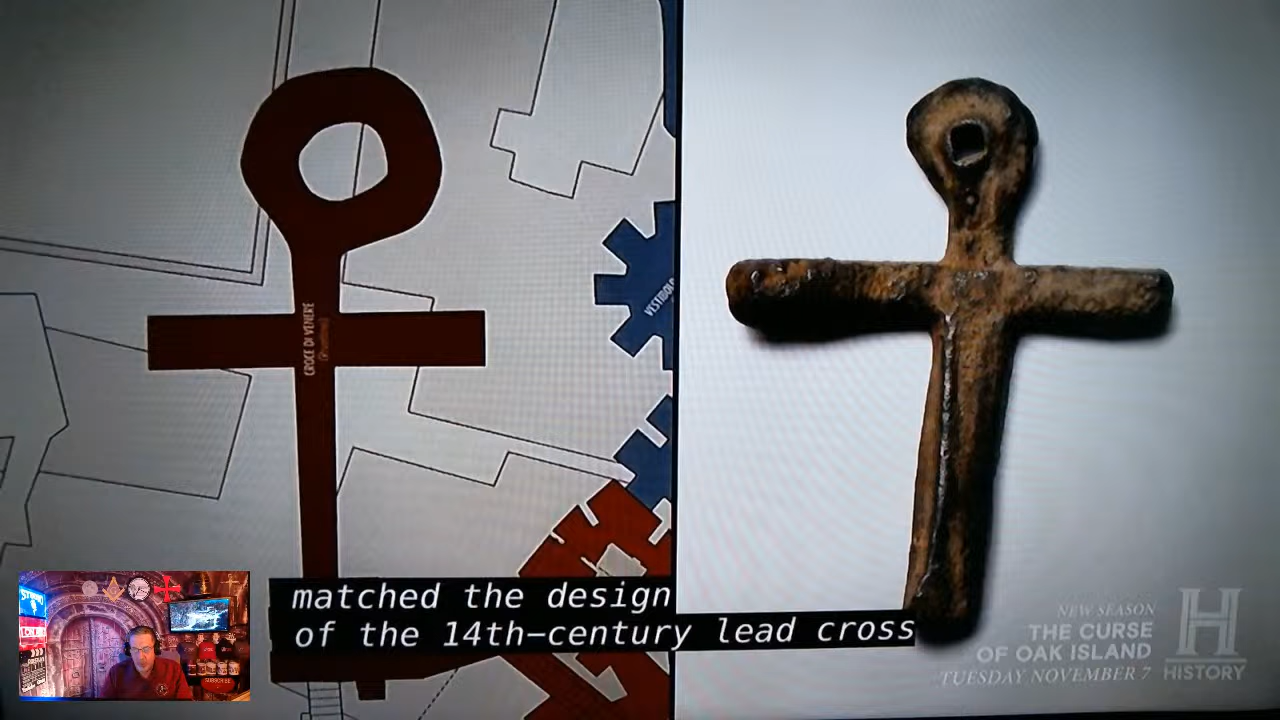 CROCE DI VENERE
matched the design
of the 14th-century lead cross
NEW SEASON
THE CURSE
OF OAK ISLAND
TUESDAY NOVEMBER 7
H
HISTORY
SUBSCRIBE